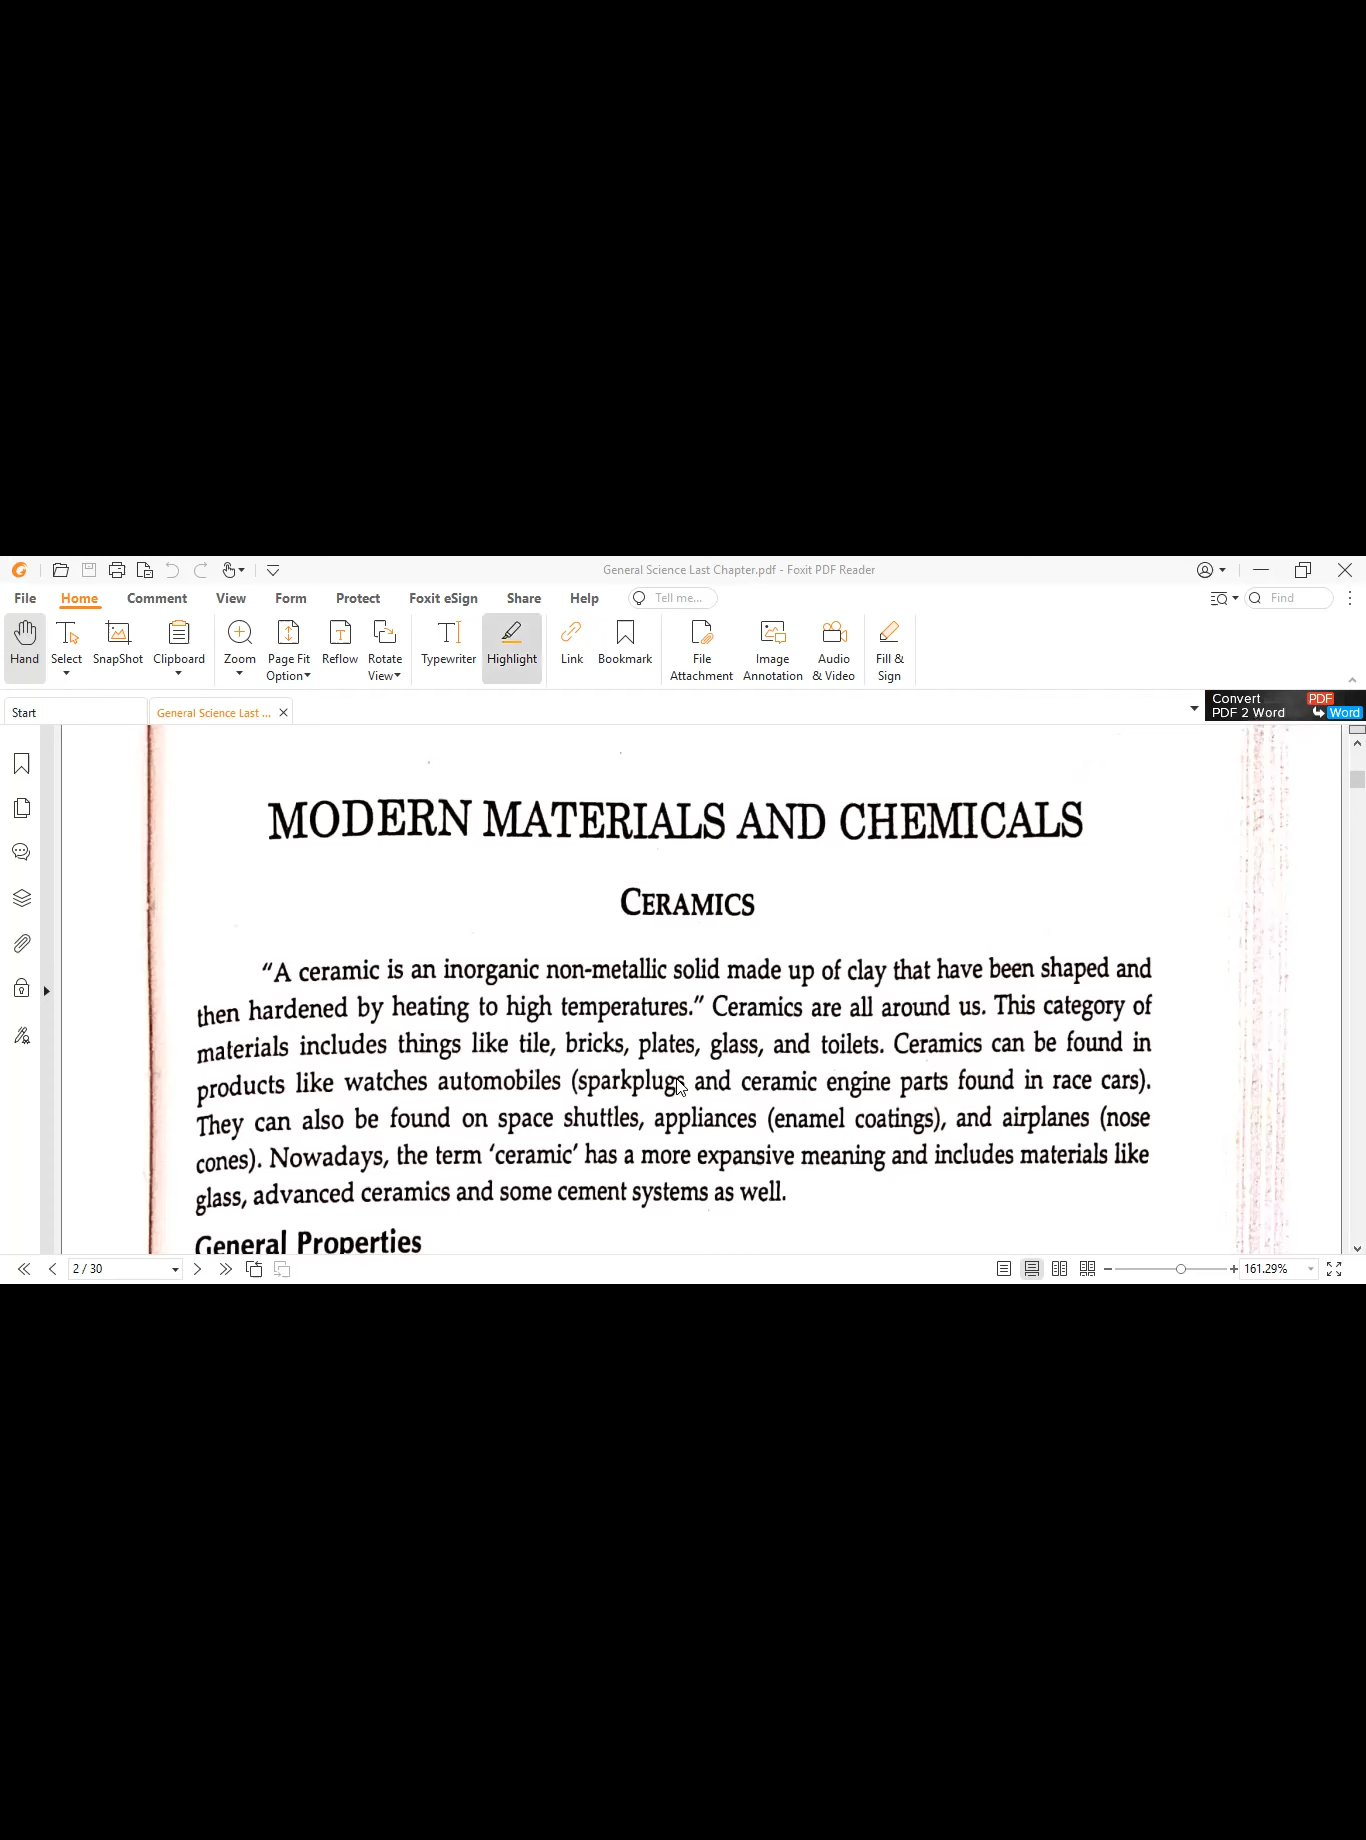 General Science Last Chapter.pdf - Foxit PDF Reader
File Home Comment View Form Protect Foxit eSign Share Help Tell me... Find
Hand Select SnapShot Clipboard Zoom Page Fit Option Reflow Rotate View Typewriter Highlight Link Bookmark File Attachment Image Annotation Audio & Video Fill & Sign
Start General Science Last ... Convert PDF 2 Word PDF Word
MODERN MATERIALS AND CHEMICALS
CERAMICS
“A ceramic is an inorganic non-metallic solid made up of clay that have been shaped and
then hardened by heating to high temperatures.” Ceramics are all around us. This category of
materials includes things like tile, bricks, plates, glass, and toilets. Ceramics can be found in
products like watches automobiles (sparkplugs and ceramic engine parts found in race cars).
They can also be found on space shuttles, appliances (enamel coatings), and airplanes (nose
cones). Nowadays, the term ‘ceramic’ has a more expansive meaning and includes materials like
glass, advanced ceramics and some cement systems as well.
General Properties
2 / 30 161.29%